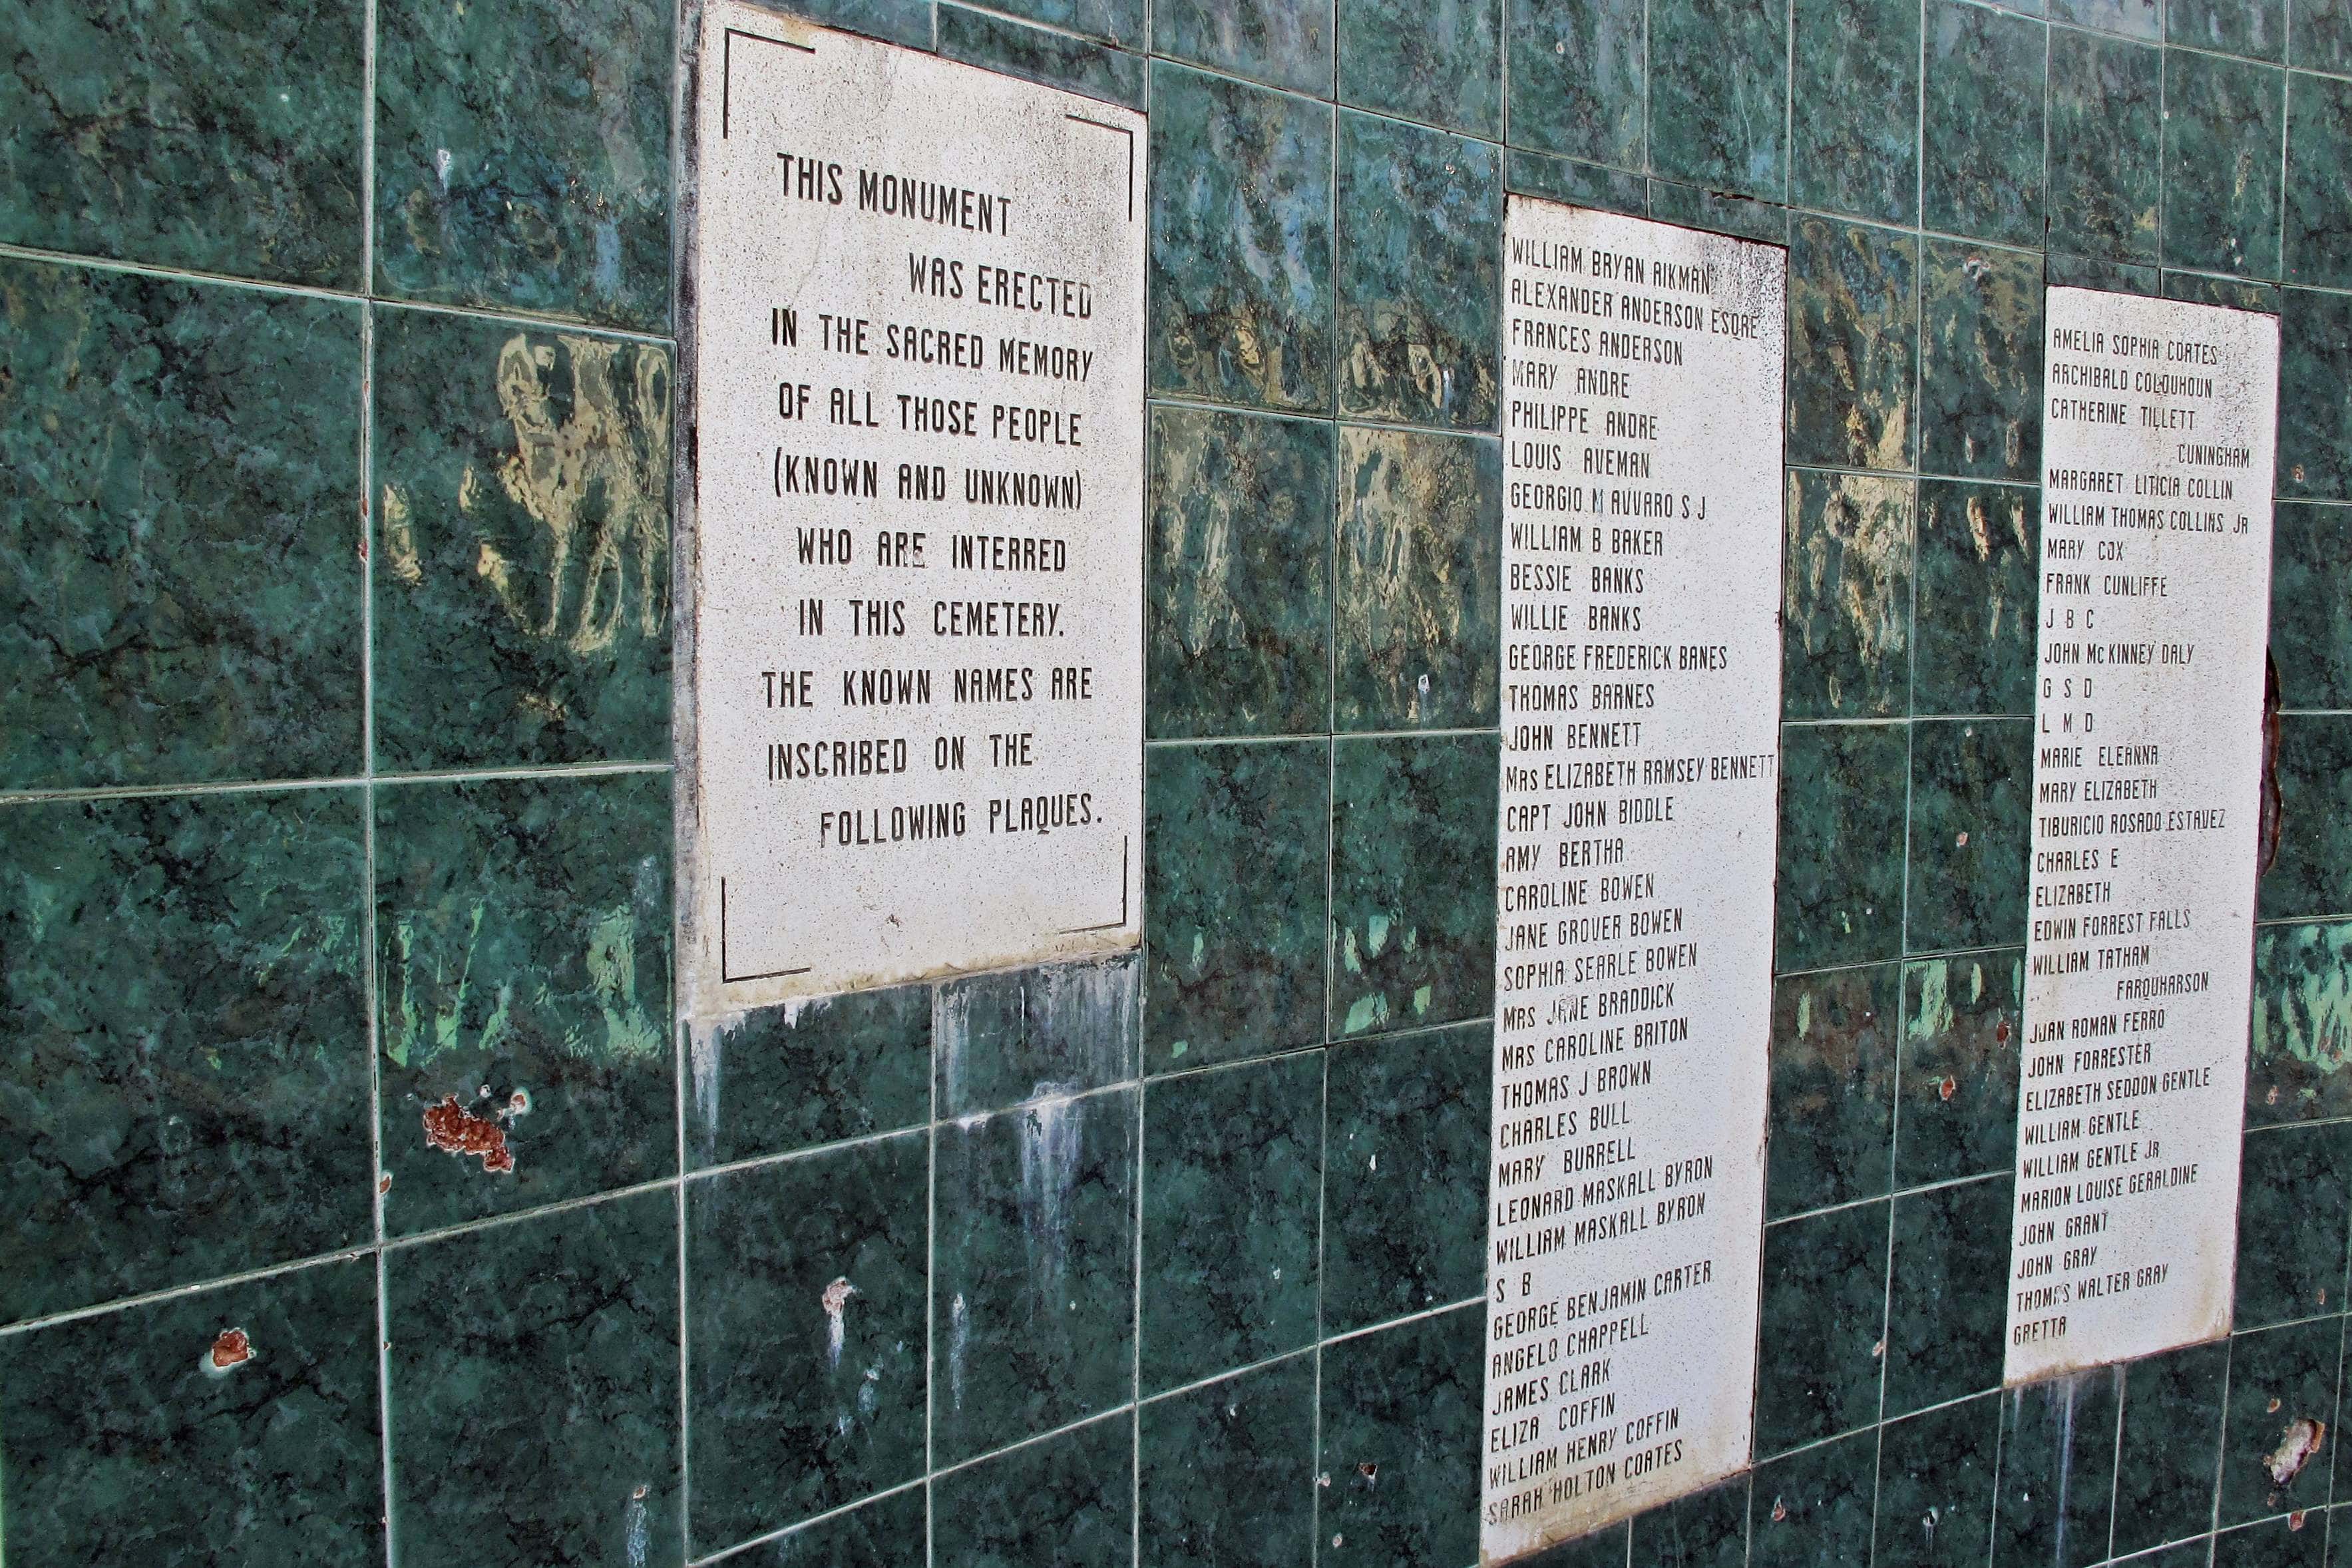 THIS MONUMENT
WAS ERECTED
IN THE SACRED MEMORY
OF ALL THOSE PEOPLE
(KNOWN AND UNKNOWN)
WHO ARE INTERRED
IN THIS CEMETERY.
THE KNOWN NAMES ARE
INSCRIBED ON THE
FOLLOWING PLAQUES.
WILLIAM BRYAN AIKMAN
ALEXANDER ANDERSON ESQRE
FRANCES ANDERSON
MARY ANDRE
PHILIPPE ANDRE
LOUIS AVEMAN
GEORGIO M AVVARO S J
WILLIAM B BAKER
BESSIE BANKS
WILLIE BANKS
GEORGE FREDERICK BANES
THOMAS BARNES
JOHN BENNETT
Mrs ELIZABETH RAMSEY BENNETT
CAPT JOHN BIDDLE
AMY BERTHA
CAROLINE BOWEN
JANE GROVER BOWEN
SOPHIA SEARLE BOWEN
Mrs JANE BRADDICK
Mrs CAROLINE BRITON
THOMAS J BROWN
CHARLES BULL
MARY BURRELL
LEONARD MASKALL BYRON
WILLIAM MASKALL BYRON
S B
GEORGE BENJAMIN CARTER
ANGELO CHAPPELL
JAMES CLARK
ELIZA COFFIN
WILLIAM HENRY COFFIN
SARAH HOLTON COATES
AMELIA SOPHIA COATES
ARCHIBALD COLQUHOUN
CATHERINE TILLETT
CUNINGHAM
MARGARET LITICIA COLLIN
WILLIAM THOMAS COLLINS Jr
MARY COX
FRANK CUNLIFFE
J B C
JOHN McKINNEY DALY
G S D
L M D
MARIE ELEANNA
MARY ELIZABETH
TIBURICIO ROSADO ESTAVEZ
CHARLES E
ELIZABETH
EDWIN FORREST FALLS
WILLIAM TATHAM
FARQUHARSON
JUAN ROMAN FERRO
JOHN FORRESTER
ELIZABETH SEDDON GENTLE
WILLIAM GENTLE
WILLIAM GENTLE Jr
MARION LOUISE GERALDINE
JOHN GRANT
JOHN GRAY
THOMAS WALTER GRAY
GRETTA